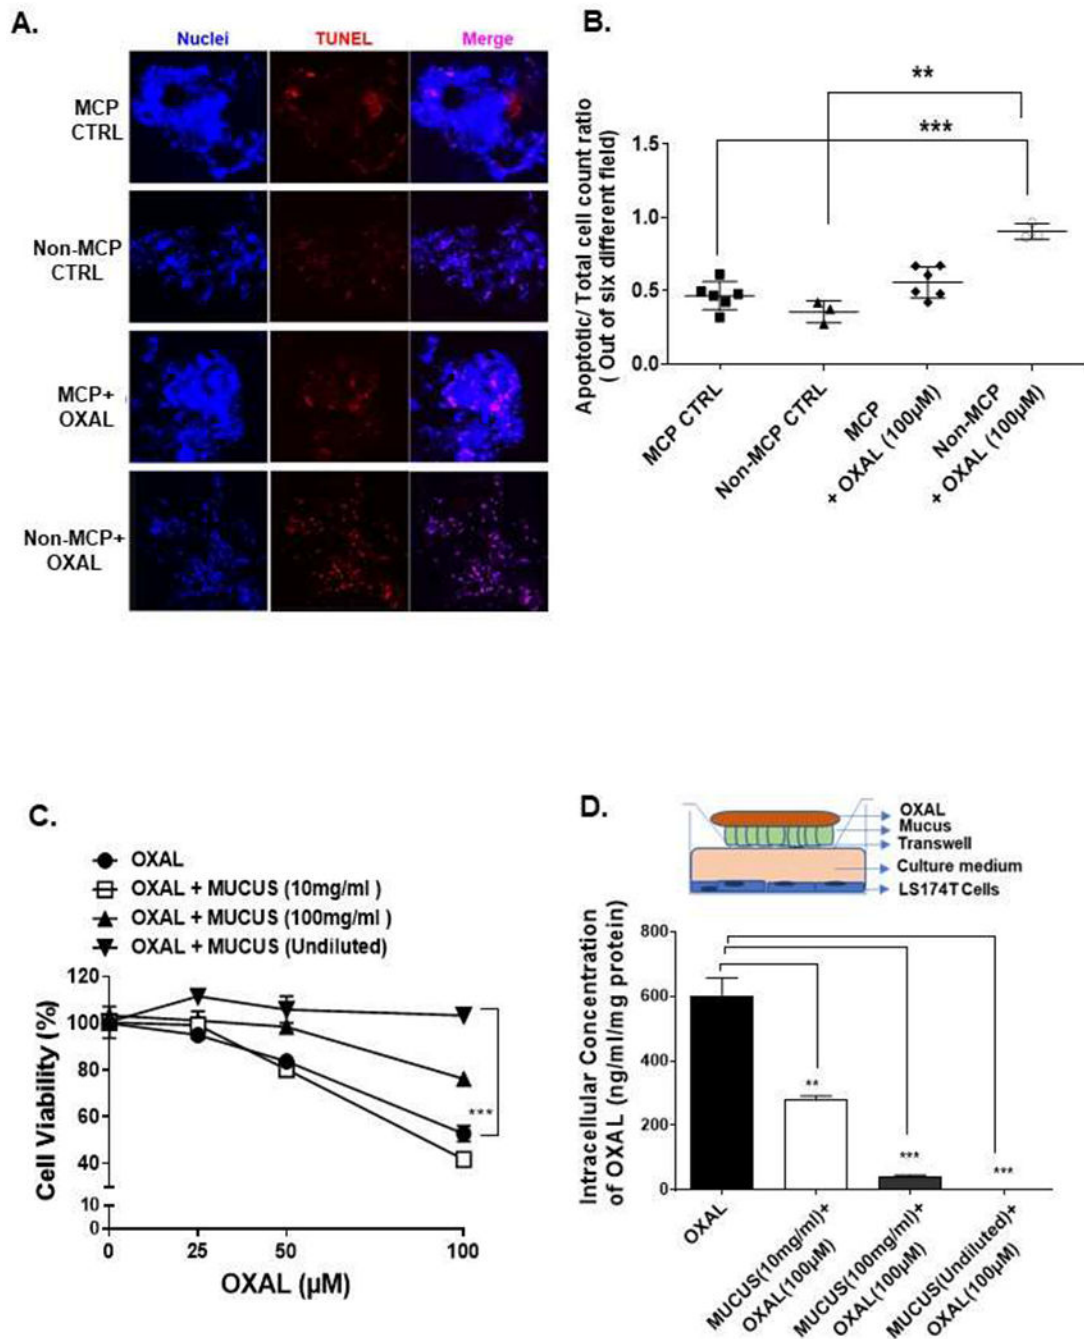 A.
Nuclei TUNEL Merge
MCP
CTRL
Non-MCP
CTRL
MCP+
OXAL
Non-MCP+
OXAL
B.
**
***
Apoptotic/ Total cell count ratio
( Out of six different field)
1.5
1.0
0.5
0.0
MCP CTRL
Non-MCP CTRL
MCP
+ OXAL (100µM)
Non-MCP
+ OXAL (100µM)
C.
OXAL
OXAL + MUCUS (10mg/ml )
OXAL + MUCUS (100mg/ml )
OXAL + MUCUS (Undiluted)
Cell Viability (%)
120
100
80
60
40
10
0
***
0 25 50 100
OXAL (µM)
D.
OXAL
Mucus
Transwell
Culture medium
LS174T Cells
Intracellular Concentration
of OXAL (ng/ml/mg protein)
800
600
400
200
0
**
***
***
OXAL
MUCUS(10mg/ml)+
OXAL(100µM)
MUCUS(100mg/ml)+
OXAL(100µM)
MUCUS(Undiluted)+
OXAL(100µM)